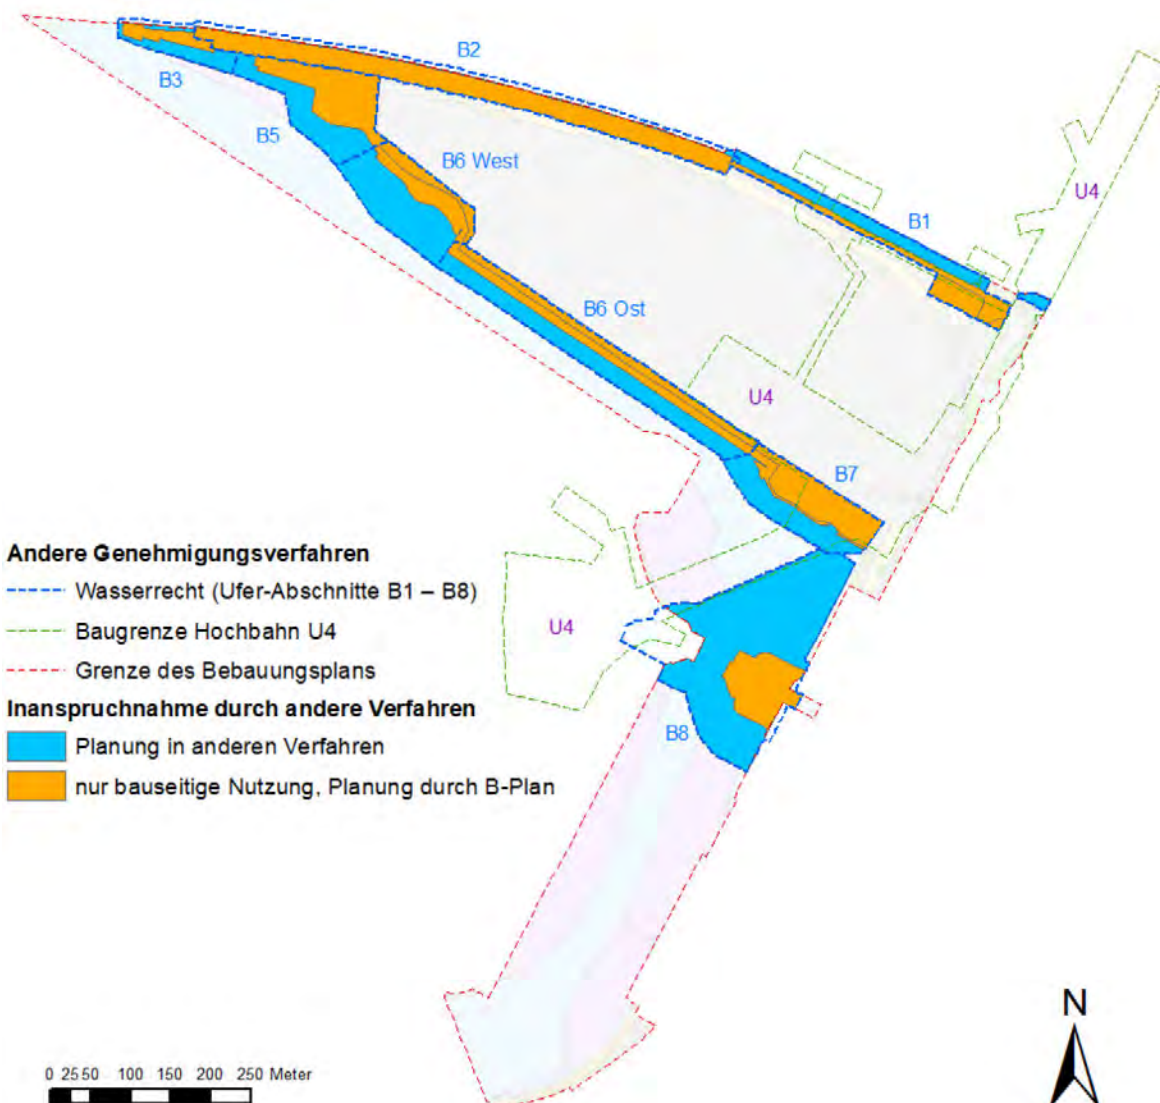 B2
B3
B5
B6 West
B1
U4
B6 Ost
U4
B7
Andere Genehmigungsverfahren
Wasserrecht (Ufer-Abschnitte B1 – B8)
Baugrenze Hochbahn U4
Grenze des Bebauungsplans
U4
Inanspruchnahme durch andere Verfahren
Planung in anderen Verfahren
B8
nur bauseitige Nutzung, Planung durch B-Plan
N
0 25 50 100 150 200 250 Meter